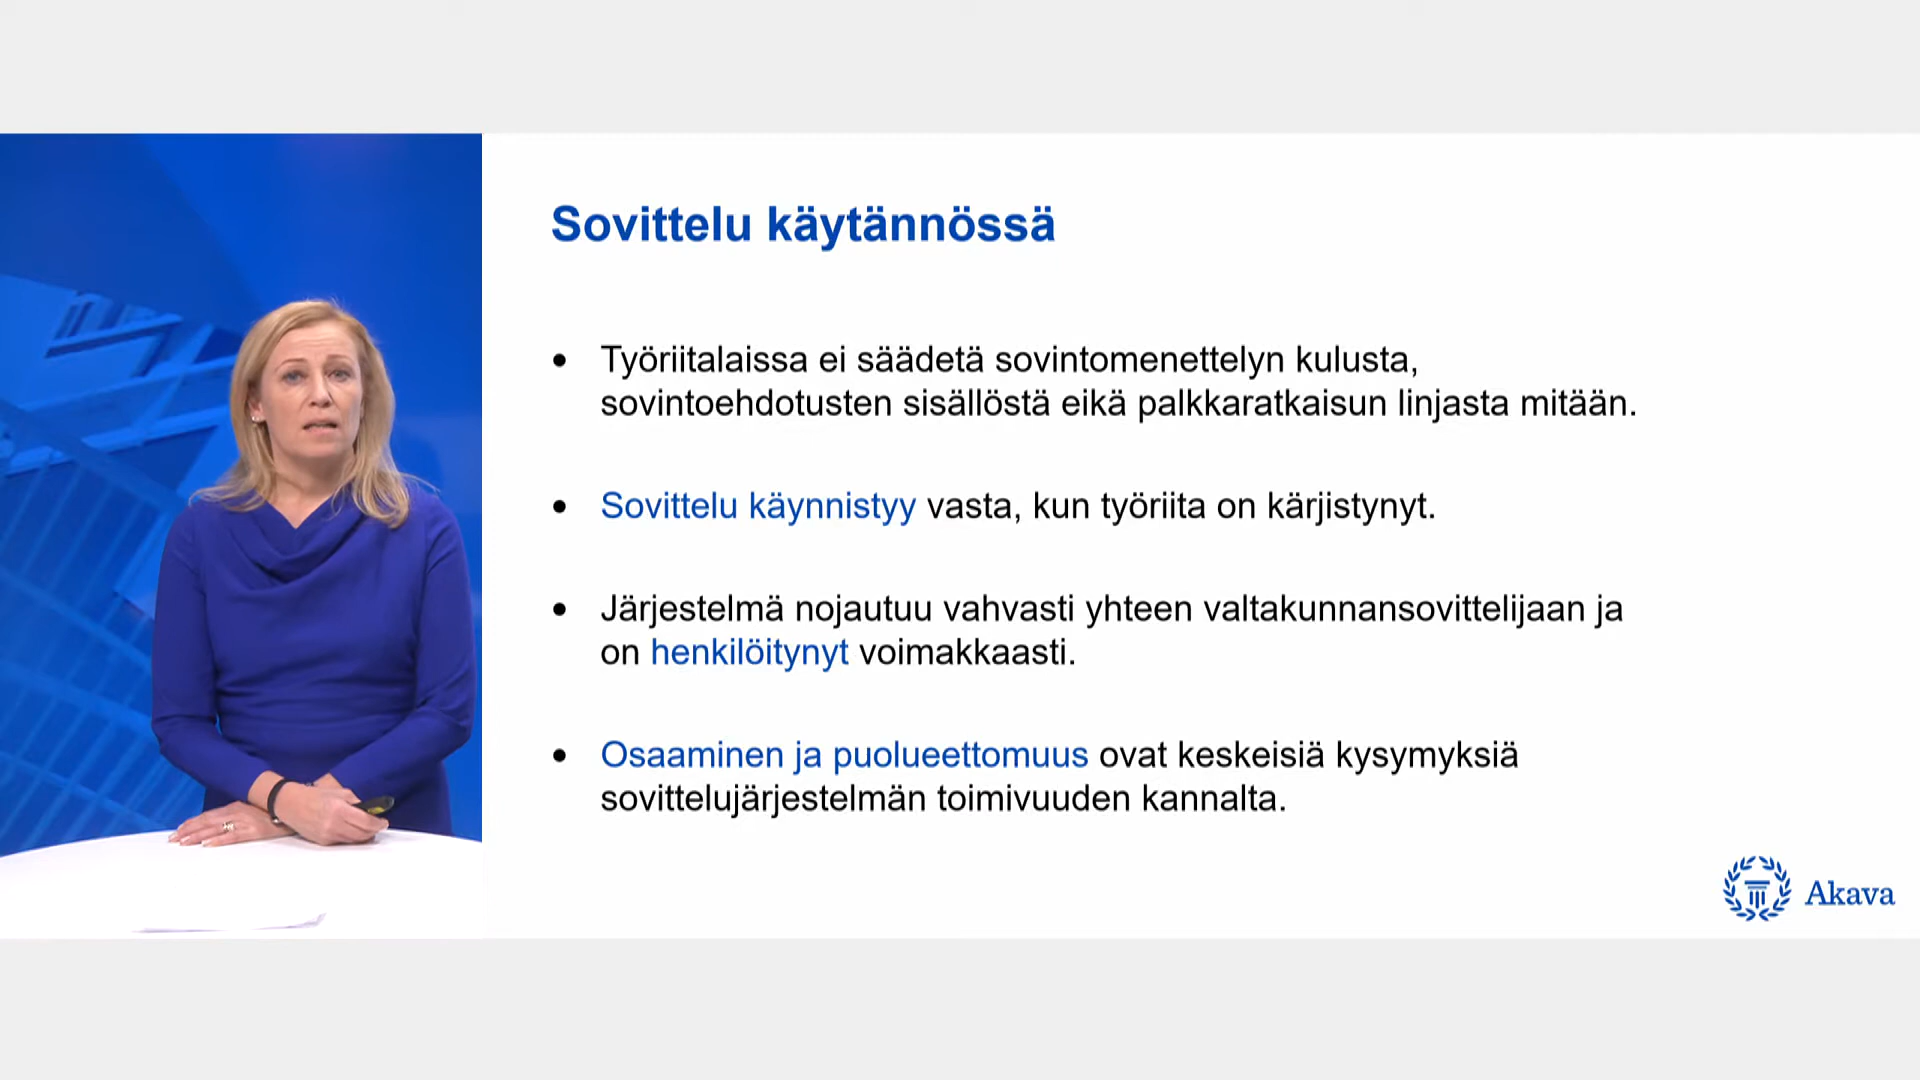 Sovittelu käytännössä
• Työriitalaissa ei säädetä sovintomenettelyn kulusta,
sovintoehdotusten sisällöstä eikä palkkaratkaisun linjasta mitään.
• Sovittelu käynnistyy vasta, kun työriita on kärjistynyt.
• Järjestelmä nojautuu vahvasti yhteen valtakunnansovittelijaan ja
on henkilöitynyt voimakkaasti.
• Osaaminen ja puolueettomuus ovat keskeisiä kysymyksiä
sovittelujärjestelmän toimivuuden kannalta.
Akava